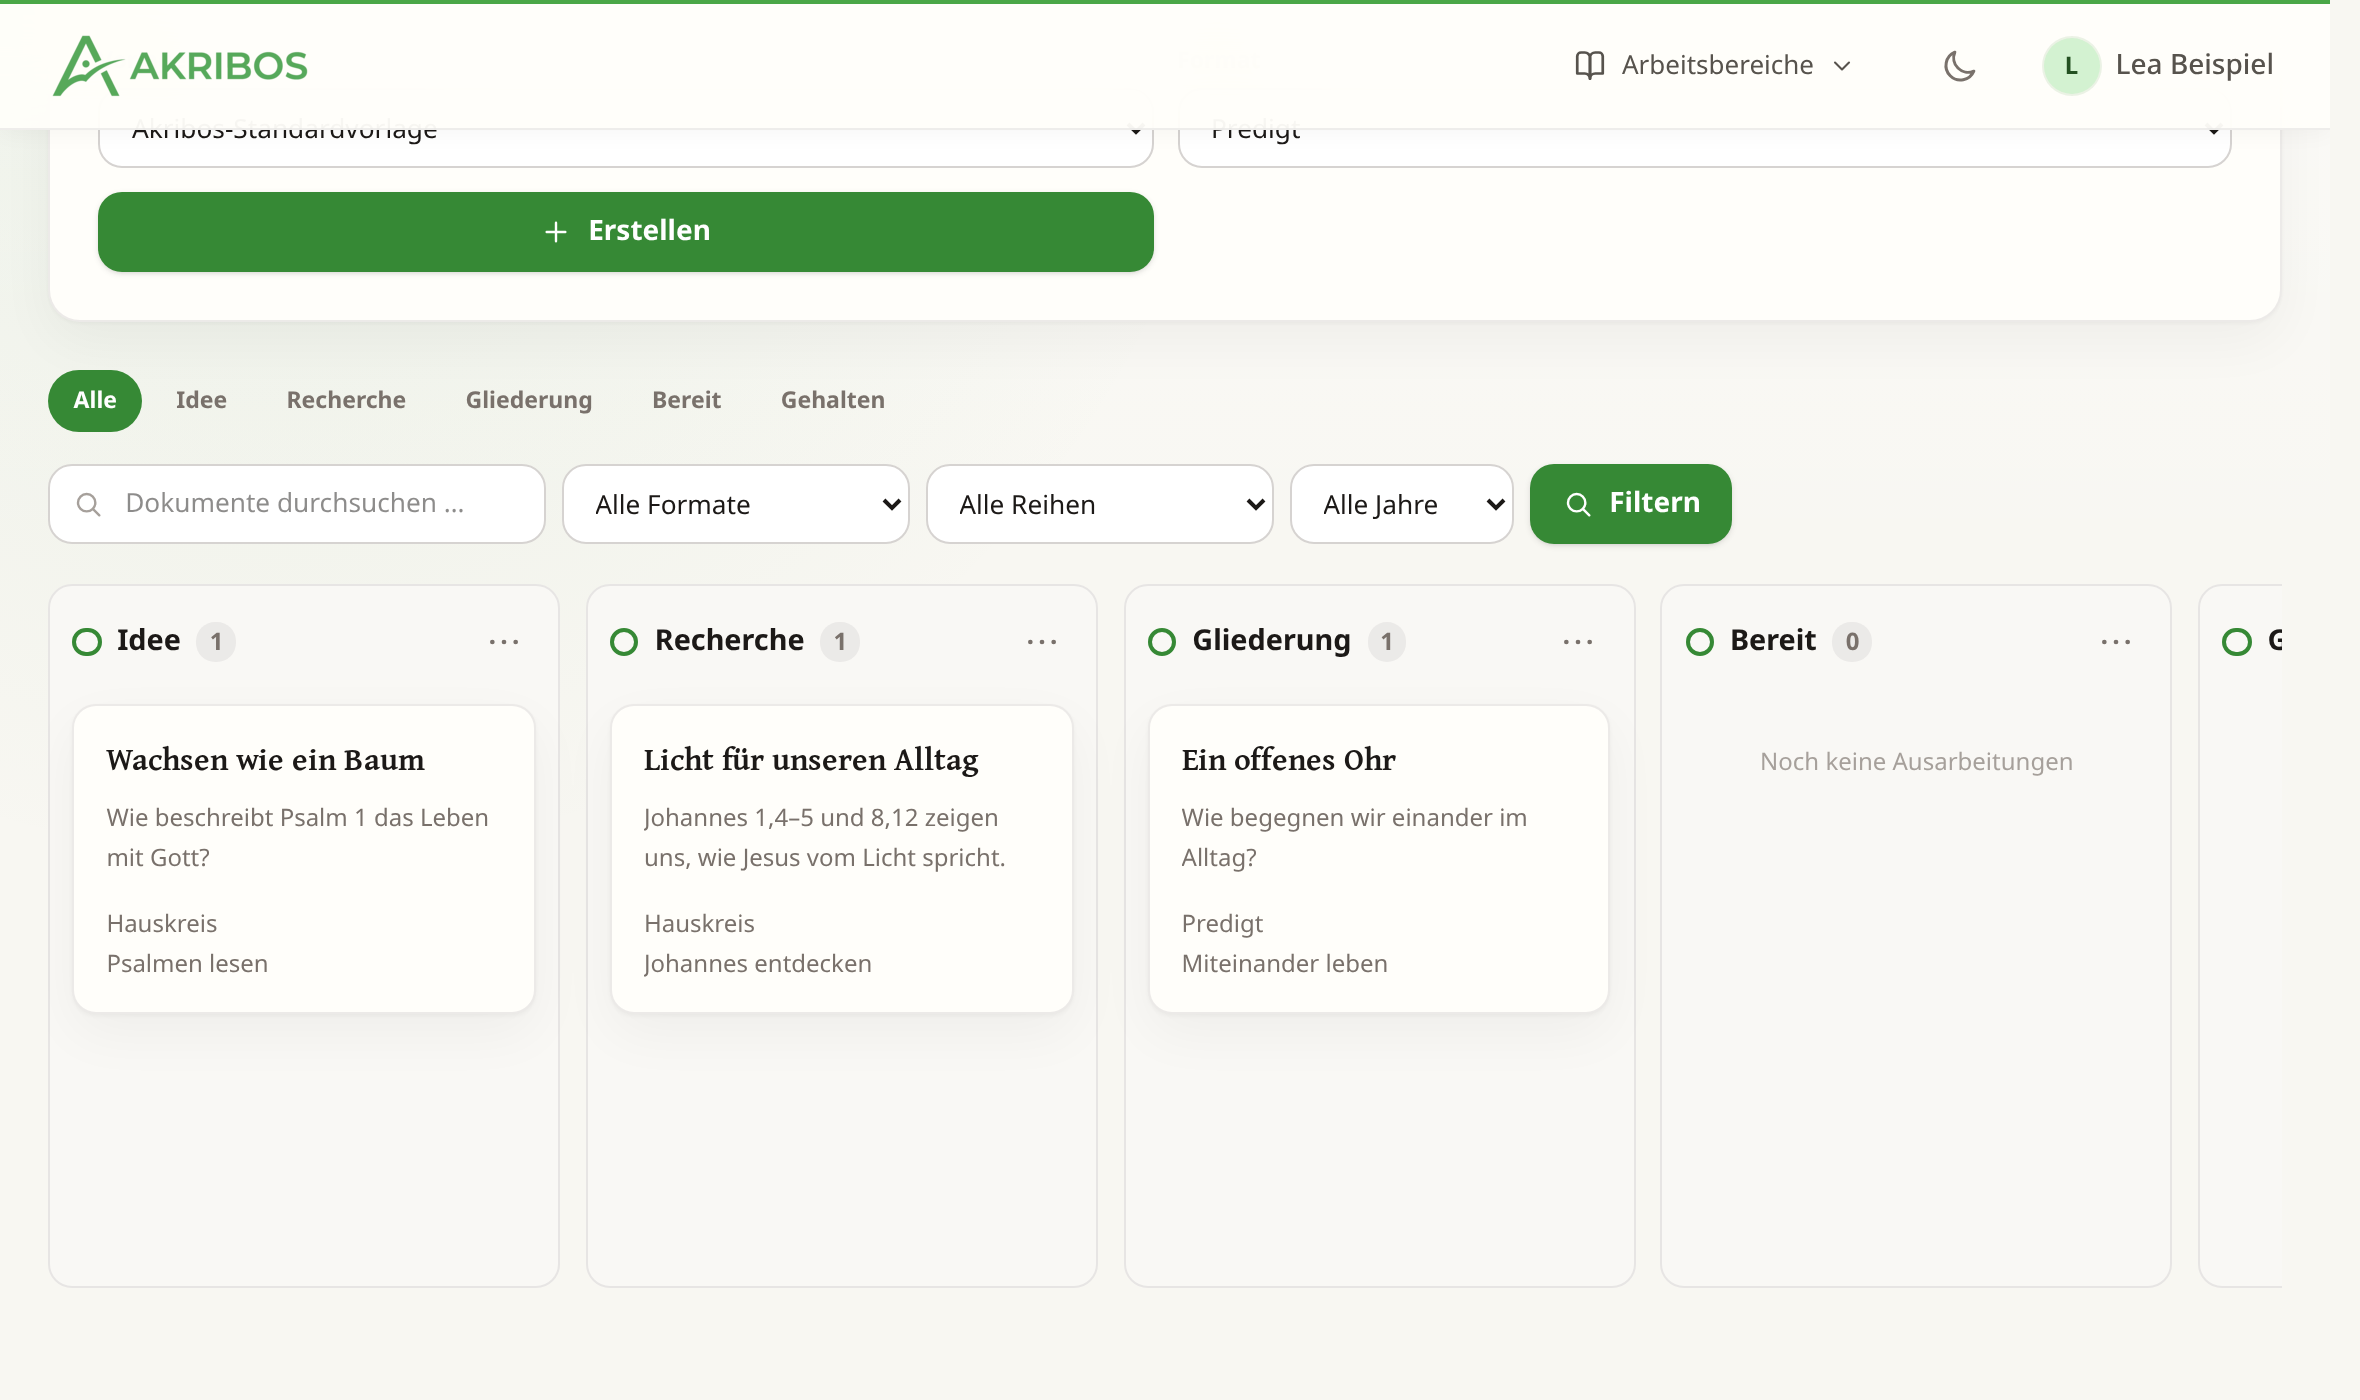 AKRIBOS
Arbeitsbereiche
L
Lea Beispiel
Akribos-Standardvorlage
Predigt
Erstellen
Alle
Idee
Recherche
Gliederung
Bereit
Gehalten
Dokumente durchsuchen ...
Alle Formate
Alle Reihen
Alle Jahre
Filtern
Idee 1
Wachsen wie ein Baum
Wie beschreibt Psalm 1 das Leben
mit Gott?
Hauskreis
Psalmen lesen
Recherche 1
Licht für unseren Alltag
Johannes 1,4–5 und 8,12 zeigen
uns, wie Jesus vom Licht spricht.
Hauskreis
Johannes entdecken
Gliederung 1
Ein offenes Ohr
Wie begegnen wir einander im
Alltag?
Predigt
Miteinander leben
Bereit 0
Noch keine Ausarbeitungen